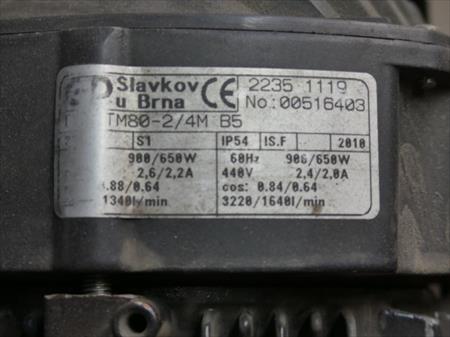 Slavkov CE 2235 1119
u Brna No:00516403
TM80-2/4M B5
S1 IP54 IS.F 2010
900/650W 60Hz 906/650W
2,6/2,2A 440V 2,4/2,0A
0.88/0.64 cos: 0.84/0.64
1340l/min 3220/1640l/min